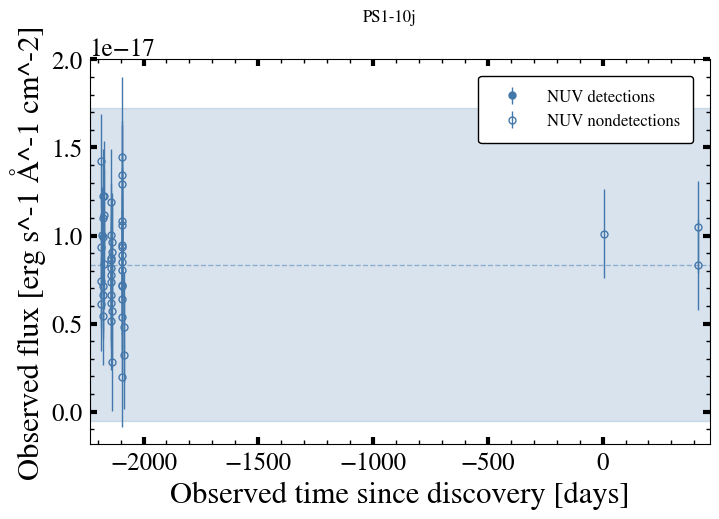 PS1-10j
1e−17
2.0
1.5
1.0
0.5
0.0
Observed flux [erg s^-1 Å^-1 cm^-2]
NUV detections
NUV nondetections
−2000 −1500 −1000 −500 0
Observed time since discovery [days]